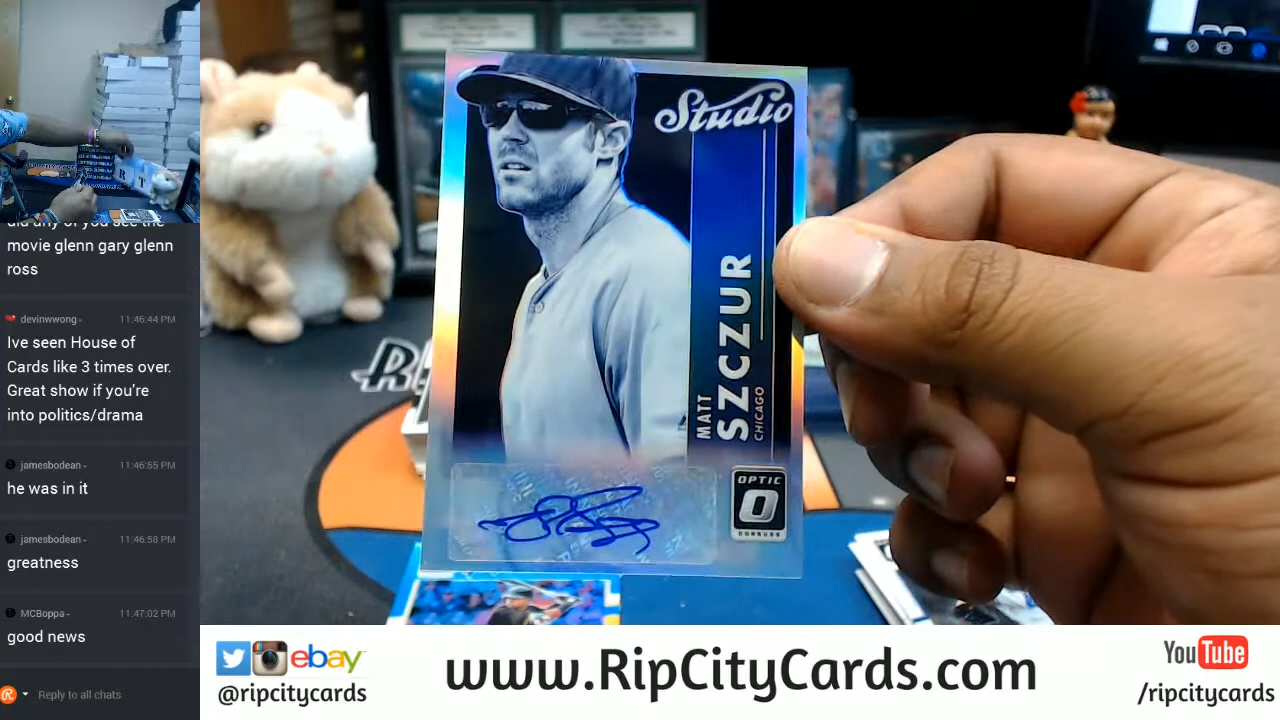 did any of you see the
movie glenn gary glenn
ross
devinwwong
11:46:44 PM
Ive seen House of
Cards like 3 times over.
Great show if you're
into politics/drama
jamesbodean
11:46:55 PM
he was in it
jamesbodean
11:46:58 PM
greatness
MCBoppa
11:47:02 PM
good news
Reply to all chats
Studio
MATT
SZCZUR
CHICAGO
OPTIC
O
DONRUSS
ebay
@ripcitycards
www.RipCityCards.com
YouTube
/ripcitycards